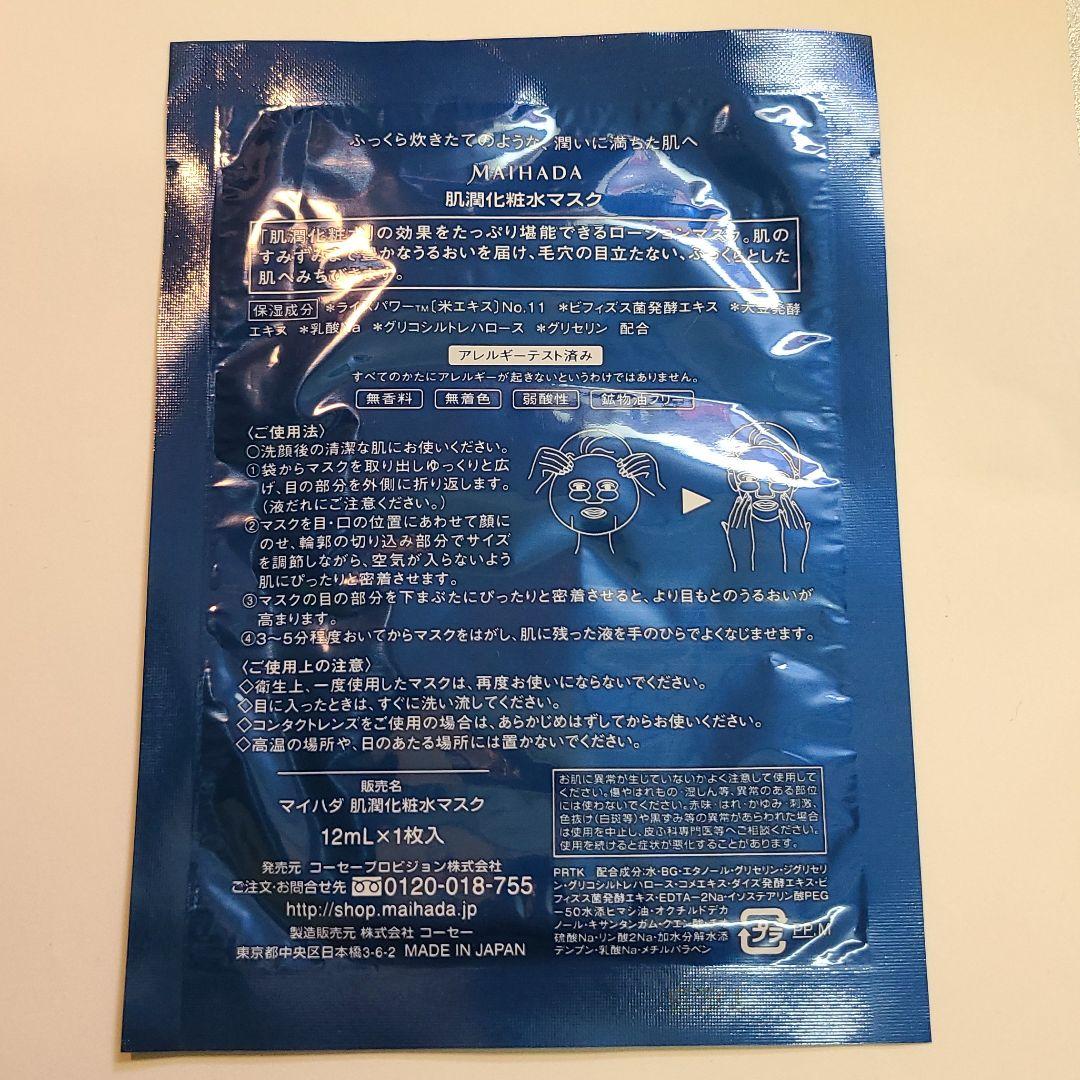 ふっくら炊きたてのような、潤いに満ちた肌へ
MAIHADA
肌潤化粧水マスク
「肌潤化粧水」の効果をたっぷり堪能できるローションマスク。肌の
すみずみまで豊かなうるおいを届け、毛穴の目立たない、ふっくらとした
肌へみちびきます。
保湿成分 *ライスパワー™〔米エキス〕No.11 *ビフィズス菌発酵エキス *大豆発酵
エキス *乳酸Na *グリコシルトレハロース *グリセリン 配合
アレルギーテスト済み
すべてのかたにアレルギーが起きないというわけではありません。
無香料 無着色 弱酸性 鉱物油フリー
〈ご使用法〉
○洗顔後の清潔な肌にお使いください。
①袋からマスクを取り出しゆっくりと広
げ、目の部分を外側に折り返します。
（液だれにご注意ください。）
②マスクを目・口の位置にあわせて顔に
のせ、輪郭の切り込み部分でサイズ
を調節しながら、空気が入らないよう
肌にぴったりと密着させます。
③マスクの目の部分を下まぶたにぴったりと密着させると、より目もとのうるおいが
高まります。
④3〜5分程度おいてからマスクをはがし、肌に残った液を手のひらでよくなじませます。
〈ご使用上の注意〉
◇衛生上、一度使用したマスクは、再度お使いにならないでください。
◇目に入ったときは、すぐに洗い流してください。
◇コンタクトレンズをご使用の場合は、あらかじめはずしてからお使いください。
◇高温の場所や、日のあたる場所には置かないでください。
販売名
マイハダ 肌潤化粧水マスク
12mL×1枚入
発売元 コーセープロビジョン株式会社
ご注文・お問合せ先 0120-018-755
http://shop.maihada.jp
製造販売元 株式会社 コーセー
東京都中央区日本橋3-6-2 MADE IN JAPAN
お肌に異常が生じていないかよく注意して使用して
ください。傷やはれもの・湿しん等、異常のある部位
には使わないでください。赤味・はれ・かゆみ・刺激、
色抜け(白斑等)や黒ずみ等の異常があらわれた場合
は使用を中止し、皮ふ科専門医等へご相談ください。
使用を続けると症状が悪化することがあります。
PRTK 配合成分:水・BG・エタノール・グリセリン・ジグリセリ
ン・グリコシルトレハロース・コメエキス・ダイズ発酵エキス・ビ
フィズス菌発酵エキス・EDTA-2Na・イソステアリン酸PEG
-50水添ヒマシ油・オクチルドデカ
ノール・キサンタンガム・クエン酸・チオ
硫酸Na・リン酸2Na・加水分解水添
デンプン・乳酸Na・メチルパラベン
プラ PP,M